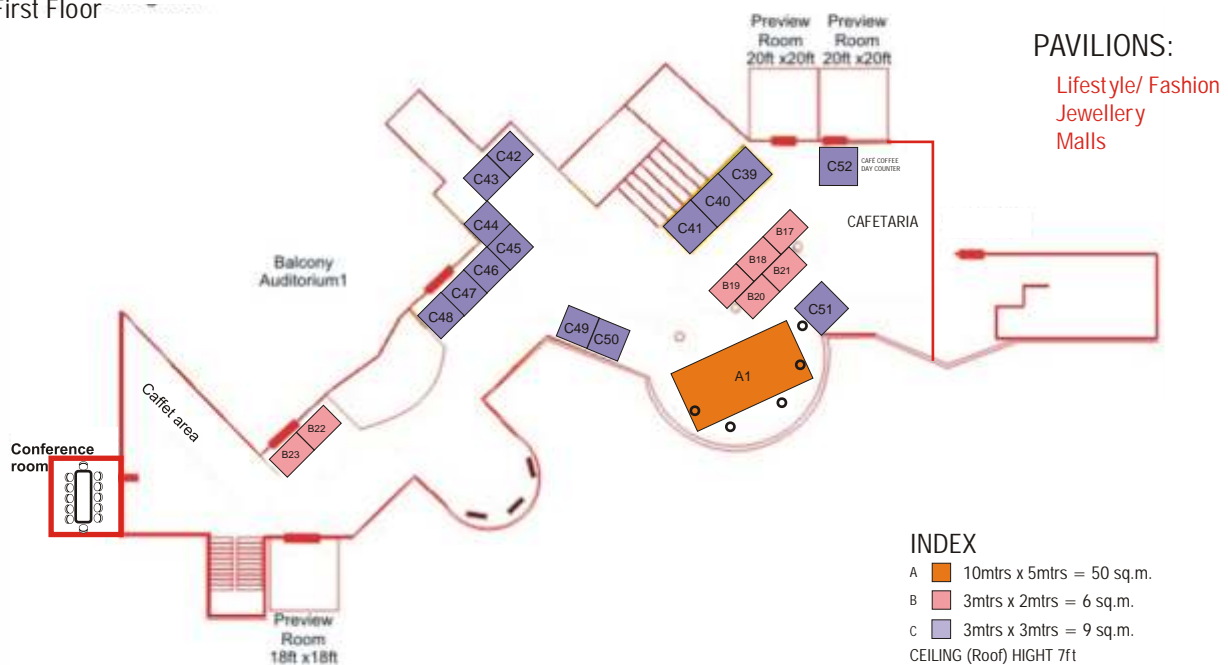 First Floor
Preview
Room
20ft x20ft
Preview
Room
20ft x20ft
PAVILIONS:
Lifestyle/ Fashion
Jewellery
Malls
C42
C43
C39
C40
C41
C52
CAFÉ COFFEE
DAY COUNTER
CAFETARIA
C44
C45
C46
C47
C48
B17
B18
B21
B19
B20
Balcony
Auditorium1
C51
C49
C50
A1
Caffet area
B22
B23
Conference
room
Preview
Room
18ft x18ft
INDEX
A 10mtrs x 5mtrs = 50 sq.m.
B 3mtrs x 2mtrs = 6 sq.m.
C 3mtrs x 3mtrs = 9 sq.m.
CEILING (Roof) HIGHT 7ft